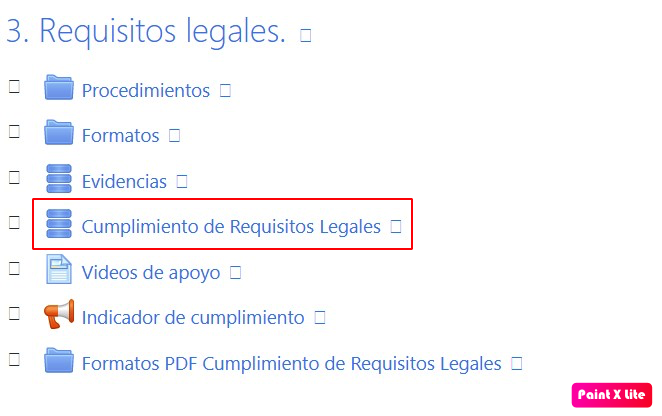 3. Requisitos legales.
Procedimientos
Formatos
Evidencias
Cumplimiento de Requisitos Legales
Videos de apoyo
Indicador de cumplimiento
Formatos PDF Cumplimiento de Requisitos Legales
Paint X Lite